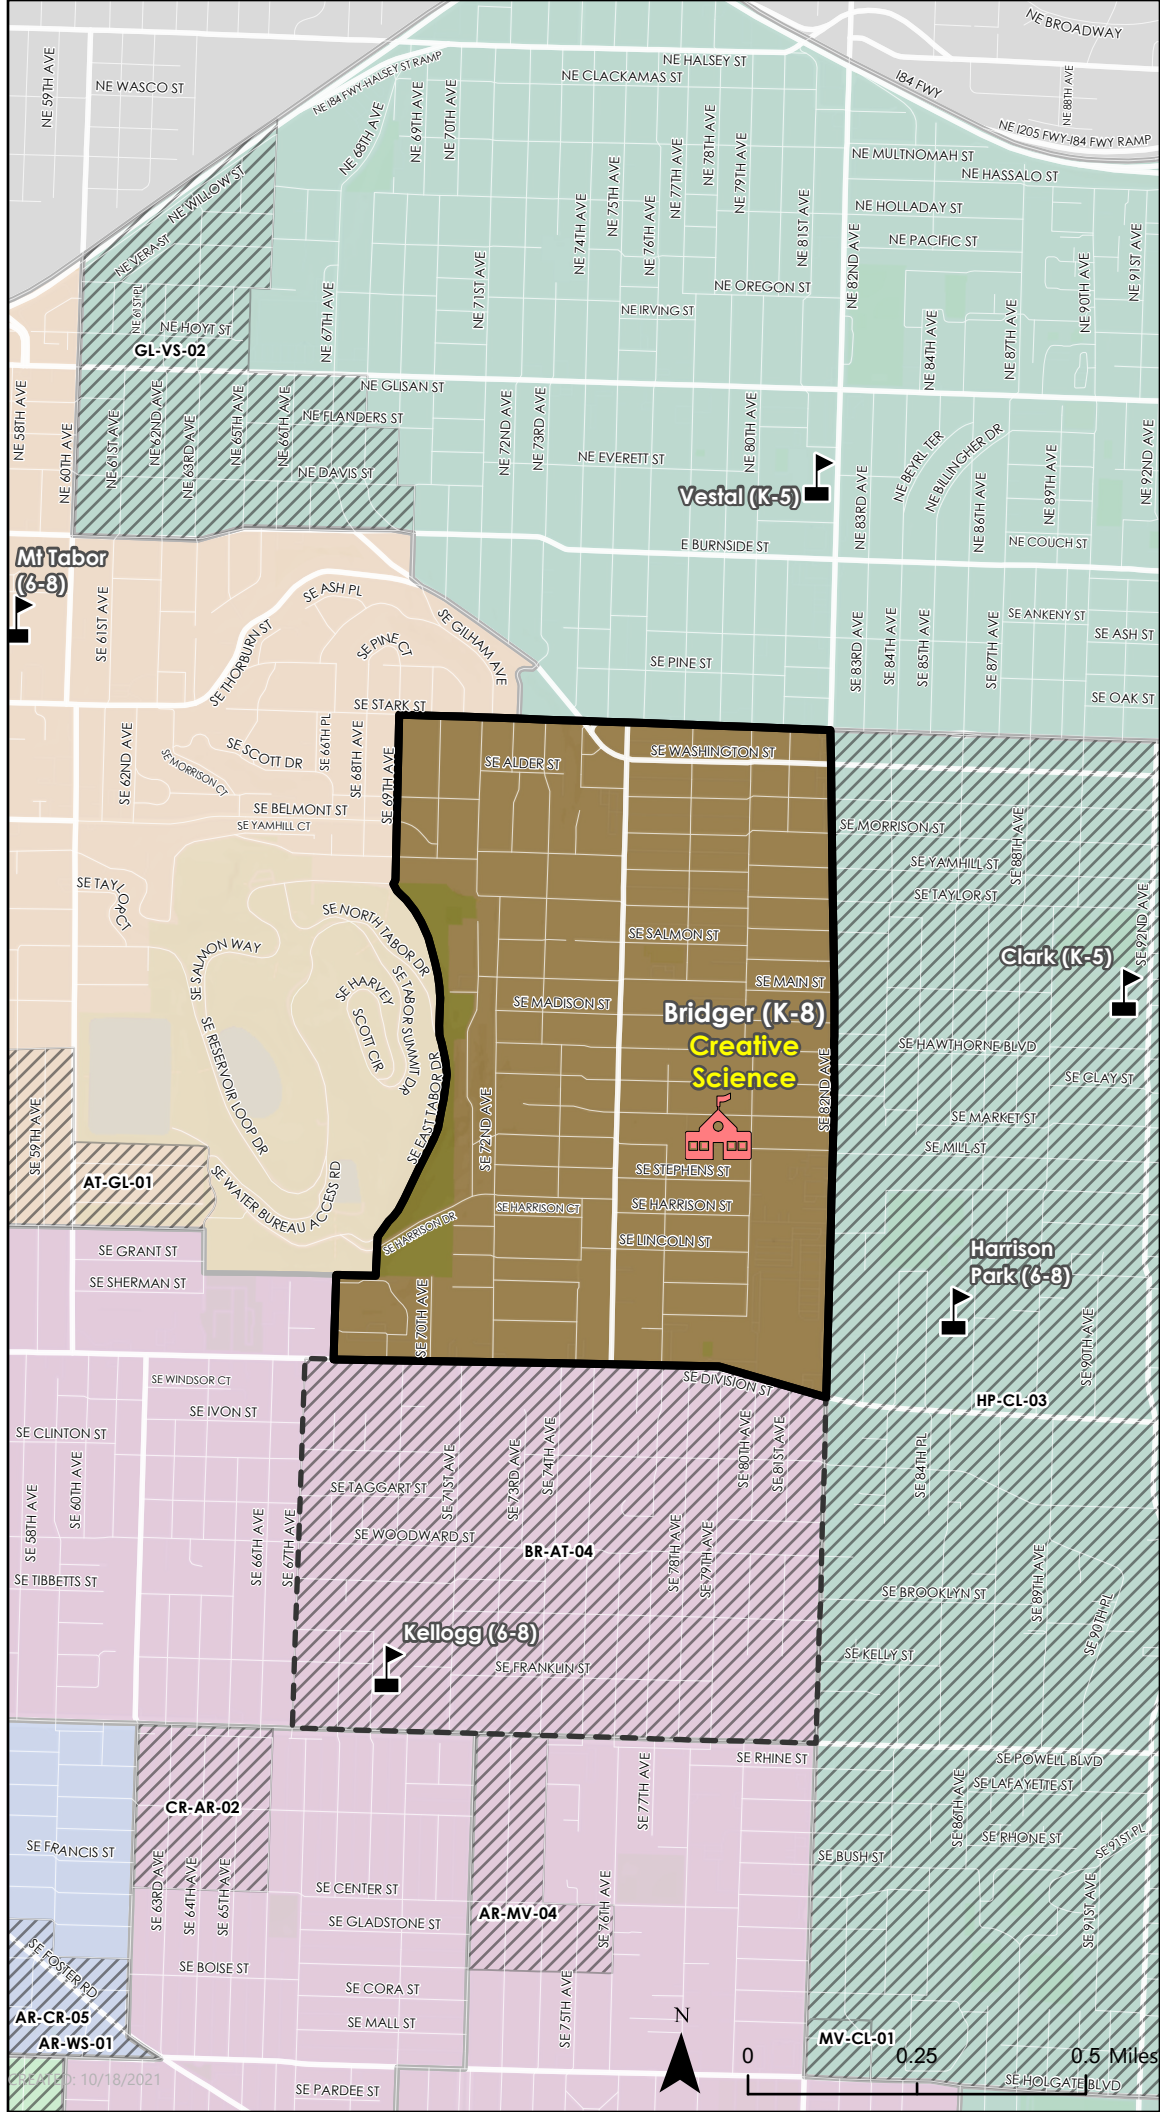 NE BROADWAY
NE 59TH AVE
NE WASCO ST
NE I84 FWY-HALSEY ST RAMP
NE HALSEY ST
NE CLACKAMAS ST
I84 FWY
NE 88TH AVE
NE I205 FWY-I84 FWY RAMP
NE 68TH AVE
NE 69TH AVE
NE 70TH AVE
NE 78TH AVE
NE 77TH AVE
NE 79TH AVE
NE MULTNOMAH ST
NE HASSALO ST
NE WILLOW ST
NE 75TH AVE
NE 74TH AVE
NE 76TH AVE
NE 81ST AVE
NE HOLLADAY ST
NE PACIFIC ST
NE VERA ST
NE 82ND AVE
NE 91ST AVE
NE 90TH AVE
NE 71ST AVE
NE OREGON ST
NE IRVING ST
NE 61ST PL
NE HOYT ST
NE 67TH AVE
GL-VS-02
NE 84TH AVE
NE 87TH AVE
NE GLISAN ST
NE 58TH AVE
NE 60TH AVE
NE 61ST AVE
NE 62ND AVE
NE 63RD AVE
NE 65TH AVE
NE 66TH AVE
NE FLANDERS ST
NE DAVIS ST
NE 72ND AVE
NE 73RD AVE
NE EVERETT ST
NE 80TH AVE
NE BEYRL TER
NE BILLINGHER DR
NE 92ND AVE
NE 89TH AVE
NE 86TH AVE
NE 83RD AVE
Vestal (K-5)
E BURNSIDE ST
NE COUCH ST
Mt Tabor
(6-8)
SE ASH PL
SE 61ST AVE
SE THORBURN ST
SE PINE CT
SE GILHAM AVE
SE PINE ST
SE 83RD AVE
SE 84TH AVE
SE 85TH AVE
SE 87TH AVE
SE ANKENY ST
SE ASH ST
SE OAK ST
SE STARK ST
SE 62ND AVE
SE SCOTT DR
SE MORRISON CT
SE 66TH PL
SE 68TH AVE
SE 69TH AVE
SE ALDER ST
SE WASHINGTON ST
SE BELMONT ST
SE YAMHILL CT
SE MORRISON ST
SE 88TH AVE
SE YAMHILL ST
SE TAYLOR ST
SE TAYLOR CT
SE NORTH TABOR DR
SE SALMON WAY
SE SALMON ST
SE 92ND AVE
Clark (K-5)
SE HARVEY
SCOTT CIR
SE TABOR SUMMIT DR
SE MADISON ST
SE MAIN ST
Bridger (K-8)
Creative
Science
SE RESERVOIR LOOP DR
SE HAWTHORNE BLVD
SE CLAY ST
SE 59TH AVE
SE EAST TABOR DR
SE 72ND AVE
SE 82ND AVE
SE MARKET ST
SE MILL ST
AT-GL-01
SE WATER BUREAU ACCESS RD
SE STEPHENS ST
SE HARRISON DR
SE HARRISON CT
SE HARRISON ST
SE LINCOLN ST
SE GRANT ST
SE SHERMAN ST
Harrison
Park (6-8)
SE 70TH AVE
SE 90TH AVE
SE WINDSOR CT
SE DIVISION ST
HP-CL-03
SE IVON ST
SE CLINTON ST
SE 58TH AVE
SE 60TH AVE
SE 66TH AVE
SE 67TH AVE
SE TAGGART ST
SE 71ST AVE
SE 73RD AVE
SE 74TH AVE
SE 80TH AVE
SE 81ST AVE
SE 84TH PL
SE WOODWARD ST
BR-AT-04
SE 78TH AVE
SE 79TH AVE
SE TIBBETTS ST
SE BROOKLYN ST
SE 89TH AVE
SE 90TH PL
Kellogg (6-8)
SE FRANKLIN ST
SE KELLY ST
SE RHINE ST
SE POWELL BLVD
SE LAFAYETTE ST
SE 77TH AVE
SE 86TH AVE
CR-AR-02
SE RHONE ST
SE 91ST PL
SE FRANCIS ST
SE BUSH ST
SE 63RD AVE
SE 64TH AVE
SE 65TH AVE
SE CENTER ST
SE GLADSTONE ST
AR-MV-04
SE 76TH AVE
SE 91ST AVE
SE FOSTER RD
SE BOISE ST
SE CORA ST
SE MALL ST
SE 75TH AVE
AR-CR-05
AR-WS-01
MV-CL-01
N
0
0.25
0.5 Miles
SE HOLGATE BLVD
CREATED: 10/18/2021
SE PARDEE ST